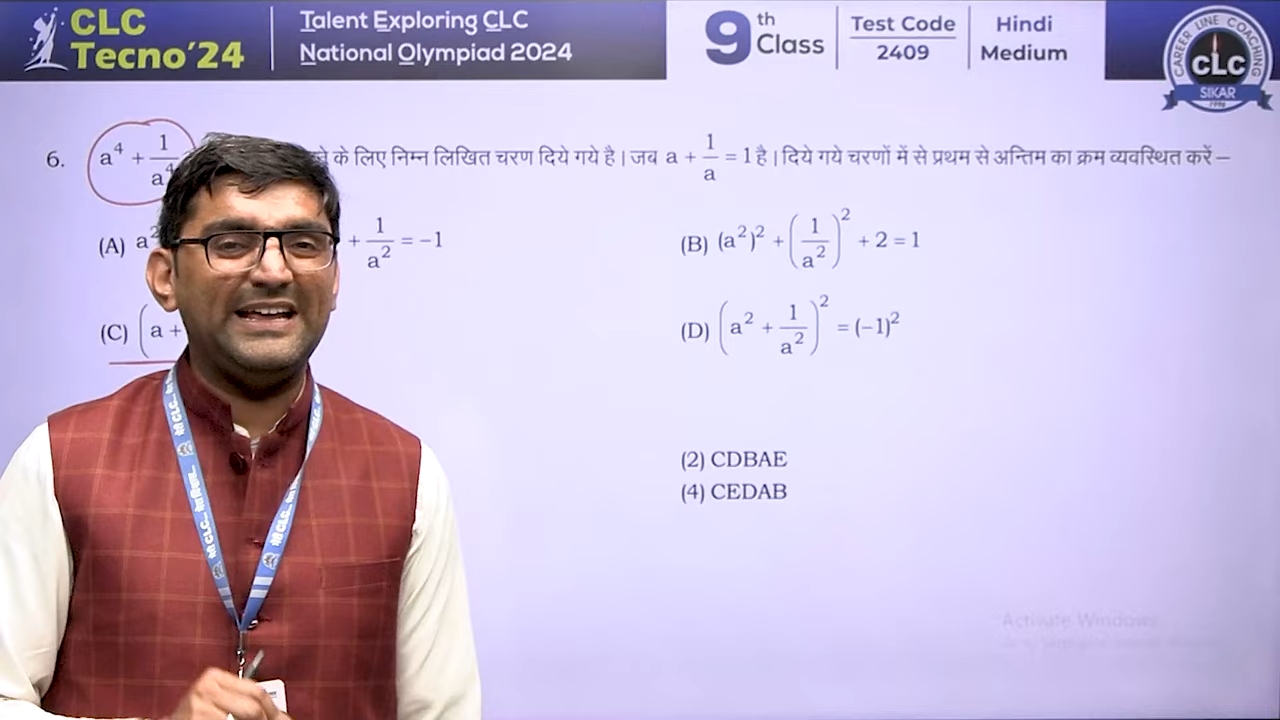 CLC
Tecno'24
Talent Exploring CLC
National Olympiad 2024
9th Class
Test Code
2409
Hindi
Medium
CAREER LINE COACHING
CLC
SIKAR
1996
6. a⁴ + 1/a⁴ के लिए निम्न लिखित चरण दिये गये है। जब a + 1/a = 1 है। दिये गये चरणों में से प्रथम से अन्तिम का क्रम व्यवस्थित करें –
(A) a² + 1/a² = −1
(B) (a²)² + (1/a²)² + 2 = 1
(C) (a +
(D) (a² + 1/a²)² = (−1)²
(2) CDBAE
(4) CEDAB
Activate Windows